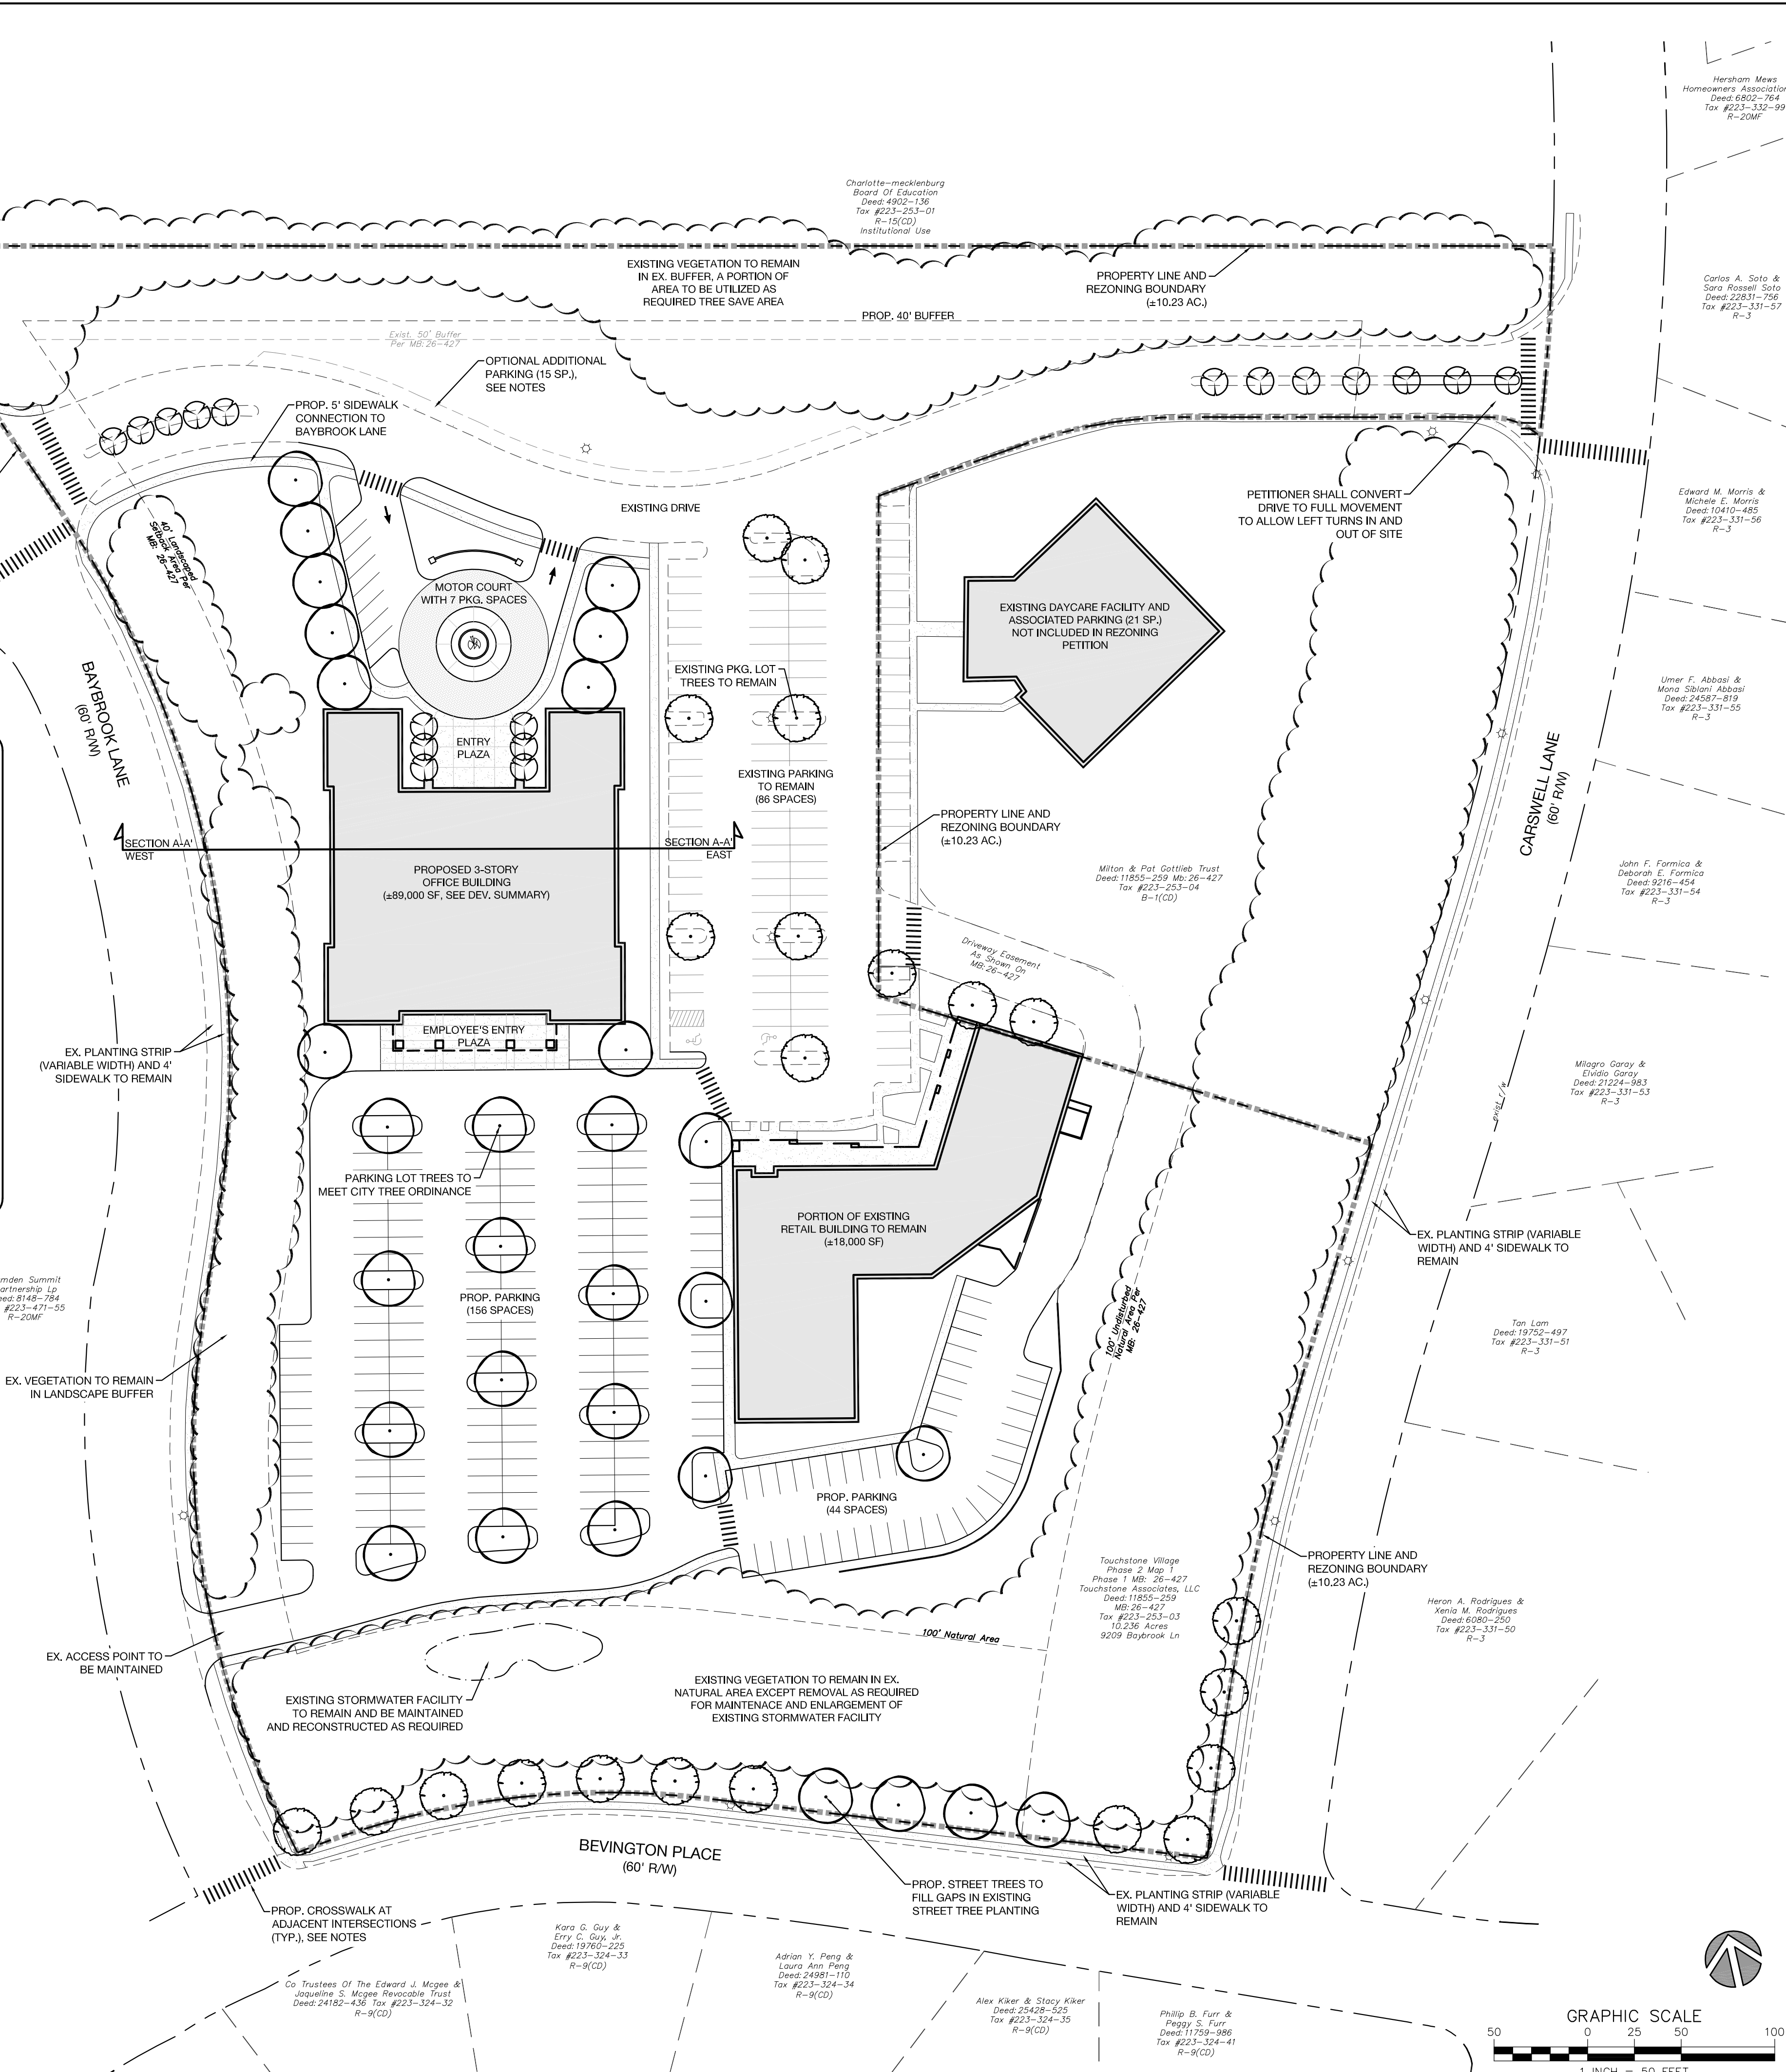 Hersham Mews
Homeowners Association
Deed: 6802-764
Tax #223-332-99
R-20MF
Charlotte-mecklenburg
Board Of Education
Deed: 4902-136
Tax #223-253-01
R-15(CD)
Institutional Use
EXISTING VEGETATION TO REMAIN
IN EX. BUFFER, A PORTION OF
AREA TO BE UTILIZED AS
REQUIRED TREE SAVE AREA
PROPERTY LINE AND
REZONING BOUNDARY
(±10.23 AC.)
Carlos A. Soto &
Sara Rossell Soto
Deed: 22831-756
Tax #223-331-57
R-3
PROP. 40' BUFFER
Exist. 50' Buffer
Per MB: 26-427
OPTIONAL ADDITIONAL
PARKING (15 SP.),
SEE NOTES
PROP. 5' SIDEWALK
CONNECTION TO
BAYBROOK LANE
40' Landscaped
Setback Area Per
MB: 26-427
EXISTING DRIVE
PETITIONER SHALL CONVERT
DRIVE TO FULL MOVEMENT
TO ALLOW LEFT TURNS IN AND
OUT OF SITE
Edward M. Morris &
Michele E. Morris
Deed: 10410-485
Tax #223-331-56
R-3
MOTOR COURT
WITH 7 PKG. SPACES
EXISTING DAYCARE FACILITY AND
ASSOCIATED PARKING (21 SP.)
NOT INCLUDED IN REZONING
PETITION
BAYBROOK LANE
(60' R/W)
EXISTING PKG. LOT
TREES TO REMAIN
Umer F. Abbasi &
Mona Siblani Abbasi
Deed: 24587-819
Tax #223-331-55
R-3
ENTRY
PLAZA
EXISTING PARKING
TO REMAIN
(86 SPACES)
CARSWELL LANE
(60' R/W)
PROPERTY LINE AND
REZONING BOUNDARY
(±10.23 AC.)
SECTION A-A'
WEST
SECTION A-A'
EAST
PROPOSED 3-STORY
OFFICE BUILDING
(±89,000 SF, SEE DEV. SUMMARY)
Milton & Pat Gottlieb Trust
Deed: 11855-259 Mb: 26-427
Tax #223-253-04
B-1(CD)
John F. Formica &
Deborah E. Formica
Deed: 9216-454
Tax #223-331-54
R-3
Driveway Easement
As Shown On
MB: 26-427
EMPLOYEE'S ENTRY
PLAZA
EX. PLANTING STRIP
(VARIABLE WIDTH) AND 4'
SIDEWALK TO REMAIN
Milagro Garay &
Elvidio Garay
Deed: 21224-983
Tax #223-331-53
R-3
exist r/w
PARKING LOT TREES TO
MEET CITY TREE ORDINANCE
PORTION OF EXISTING
RETAIL BUILDING TO REMAIN
(±18,000 SF)
EX. PLANTING STRIP (VARIABLE
WIDTH) AND 4' SIDEWALK TO
REMAIN
mden Summit
artnership Lp
eed: 8148-784
#223-471-55
R-20MF
PROP. PARKING
(156 SPACES)
100' Undisturbed
Natural Area Per
MB: 26-427
Tan Lam
Deed: 19752-497
Tax #223-331-51
R-3
EX. VEGETATION TO REMAIN
IN LANDSCAPE BUFFER
PROP. PARKING
(44 SPACES)
Touchstone Village
Phase 2 Map 1
Phase 1 MB: 26-427
Touchstone Associates, LLC
Deed: 11855-259
MB: 26-427
Tax #223-253-03
10.236 Acres
9209 Baybrook Ln
PROPERTY LINE AND
REZONING BOUNDARY
(±10.23 AC.)
Heron A. Rodrigues &
Xenia M. Rodrigues
Deed: 6080-250
Tax #223-331-50
R-3
100' Natural Area
EX. ACCESS POINT TO
BE MAINTAINED
EXISTING STORMWATER FACILITY
TO REMAIN AND BE MAINTAINED
AND RECONSTRUCTED AS REQUIRED
EXISTING VEGETATION TO REMAIN IN EX.
NATURAL AREA EXCEPT REMOVAL AS REQUIRED
FOR MAINTENACE AND ENLARGEMENT OF
EXISTING STORMWATER FACILITY
BEVINGTON PLACE
(60' R/W)
PROP. STREET TREES TO
FILL GAPS IN EXISTING
STREET TREE PLANTING
EX. PLANTING STRIP (VARIABLE
WIDTH) AND 4' SIDEWALK TO
REMAIN
PROP. CROSSWALK AT
ADJACENT INTERSECTIONS
(TYP.), SEE NOTES
Kara G. Guy &
Erry C. Guy, Jr.
Deed: 19760-225
Tax #223-324-33
R-9(CD)
Adrian Y. Peng &
Laura Ann Peng
Deed: 24981-110
Tax #223-324-34
R-9(CD)
Co Trustees Of The Edward J. Mcgee &
Jaqueline S. Mcgee Revocable Trust
Deed: 24182-436 Tax #223-324-32
R-9(CD)
Alex Kiker & Stacy Kiker
Deed: 25428-525
Tax #223-324-35
R-9(CD)
Phillip B. Furr &
Peggy S. Furr
Deed: 11759-986
Tax #223-324-41
R-9(CD)
GRAPHIC SCALE
50 0 25 50 100
1 INCH = 50 FEET